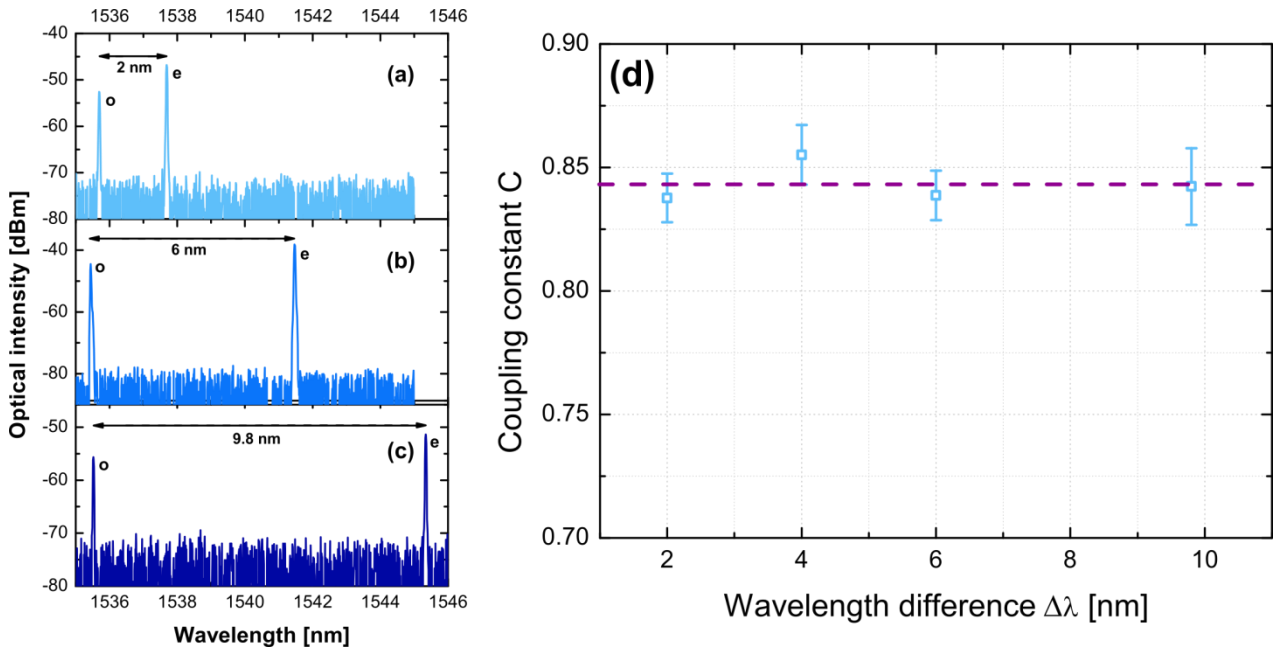 1536 1538 1540 1542 1544 1546
-40
-50
-60
-70
-80
2 nm
o
e
(a)
-40
-60
-80
6 nm
o
e
(b)
-50
-60
-70
-80
9.8 nm
o
e
(c)
1536 1538 1540 1542 1544 1546
Wavelength [nm]
Optical intensity [dBm]
(d)
0.90
0.85
0.80
0.75
0.70
2 4 6 8 10
Coupling constant C
Wavelength difference Δλ [nm]